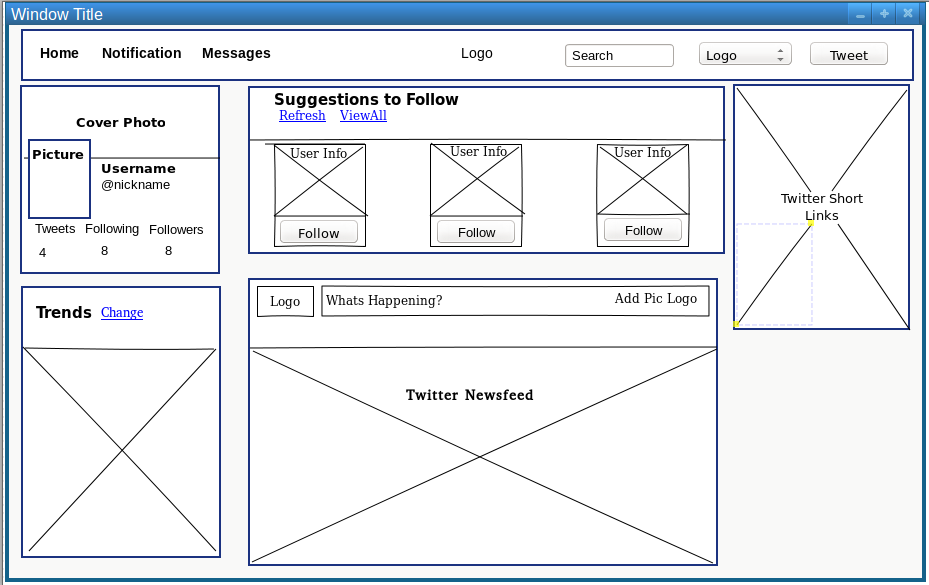 Window Title
Home Notification Messages Logo Search Logo Tweet
Cover Photo
Picture
Username
@nickname
Tweets Following Followers
4 8 8
Trends Change
Suggestions to Follow
Refresh ViewAll
User Info User Info User Info
Follow Follow Follow
Logo Whats Happening? Add Pic Logo
Twitter Newsfeed
Twitter Short
Links